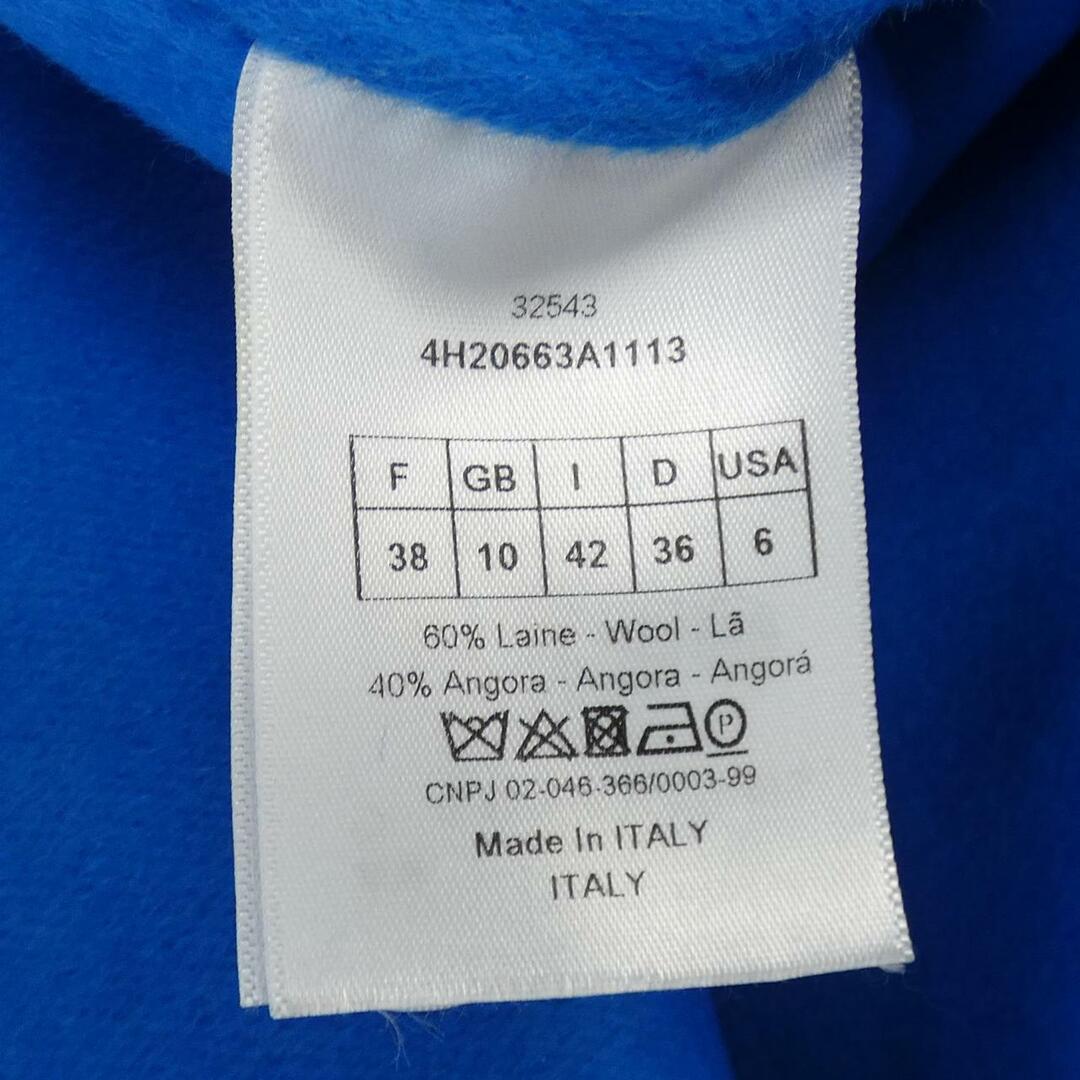 32543
4H20663A1113
F GB I D USA
38 10 42 36 6
60% Laine - Wool - Lã
40% Angora - Angora - Angorá
P
CNPJ 02-046-366/0003-99
Made In ITALY
ITALY